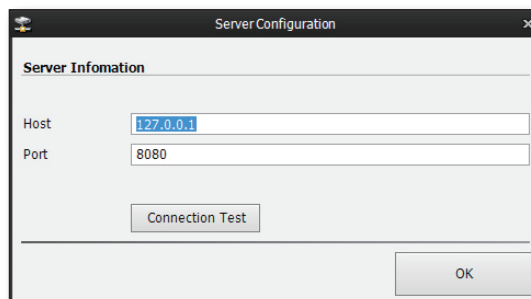 Server Configuration
Server Infomation
Host 127.0.0.1
Port 8080
Connection Test
OK